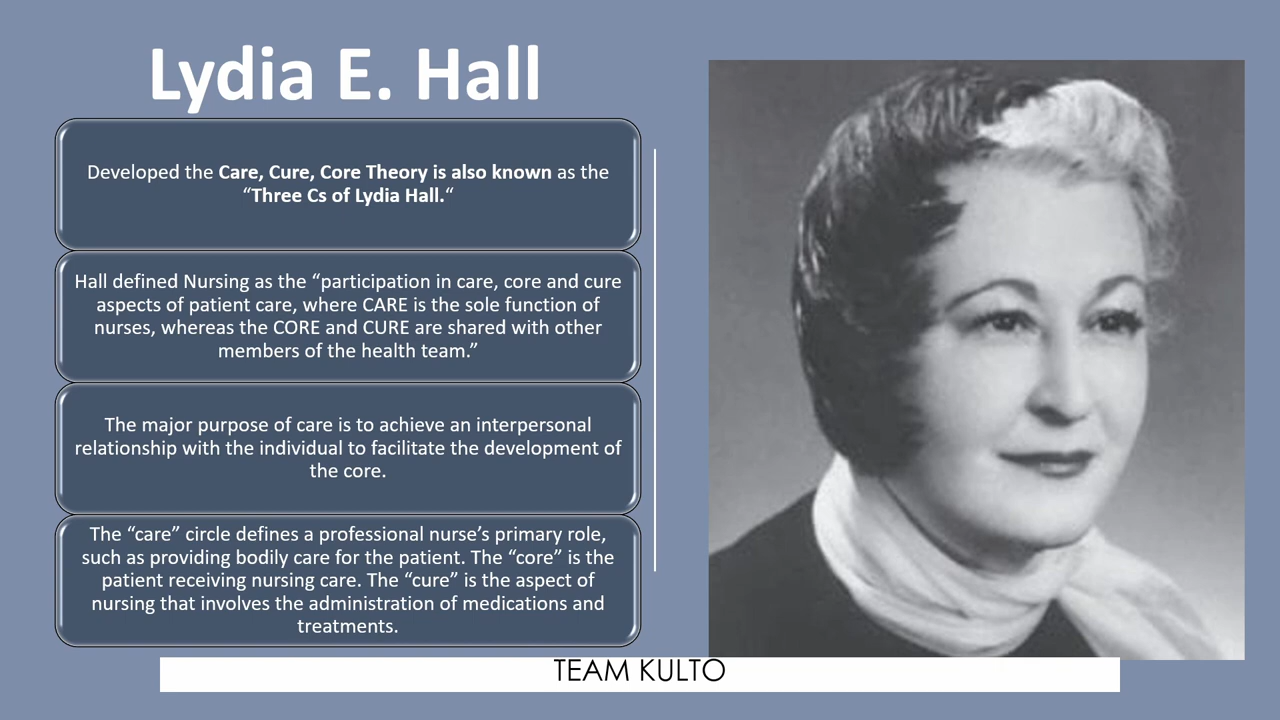 Lydia E. Hall
Developed the Care, Cure, Core Theory is also known as the
“Three Cs of Lydia Hall.“
Hall defined Nursing as the “participation in care, core and cure
aspects of patient care, where CARE is the sole function of
nurses, whereas the CORE and CURE are shared with other
members of the health team.”
The major purpose of care is to achieve an interpersonal
relationship with the individual to facilitate the development of
the core.
The “care” circle defines a professional nurse’s primary role,
such as providing bodily care for the patient. The “core” is the
patient receiving nursing care. The “cure” is the aspect of
nursing that involves the administration of medications and
treatments.
TEAM KULTO